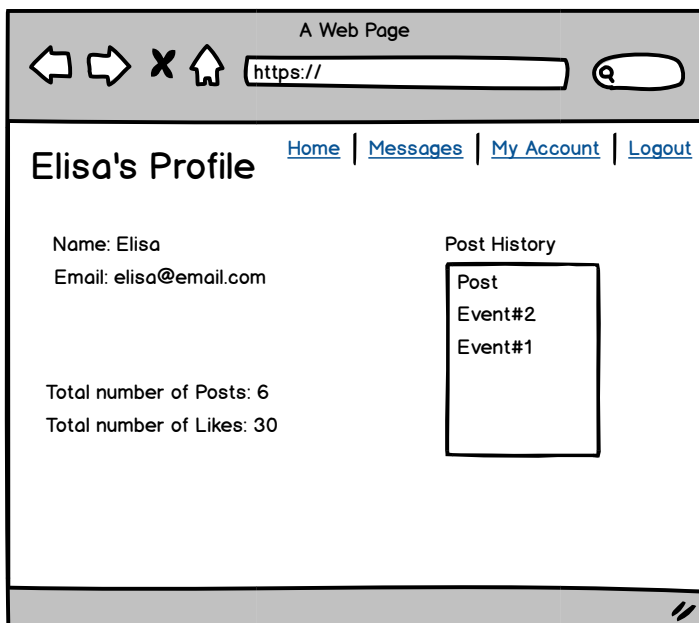 A Web Page
https://
Home Messages My Account Logout
Elisa's Profile
Name: Elisa
Email: elisa@email.com
Total number of Posts: 6
Total number of Likes: 30
Post History
Post
Event#2
Event#1